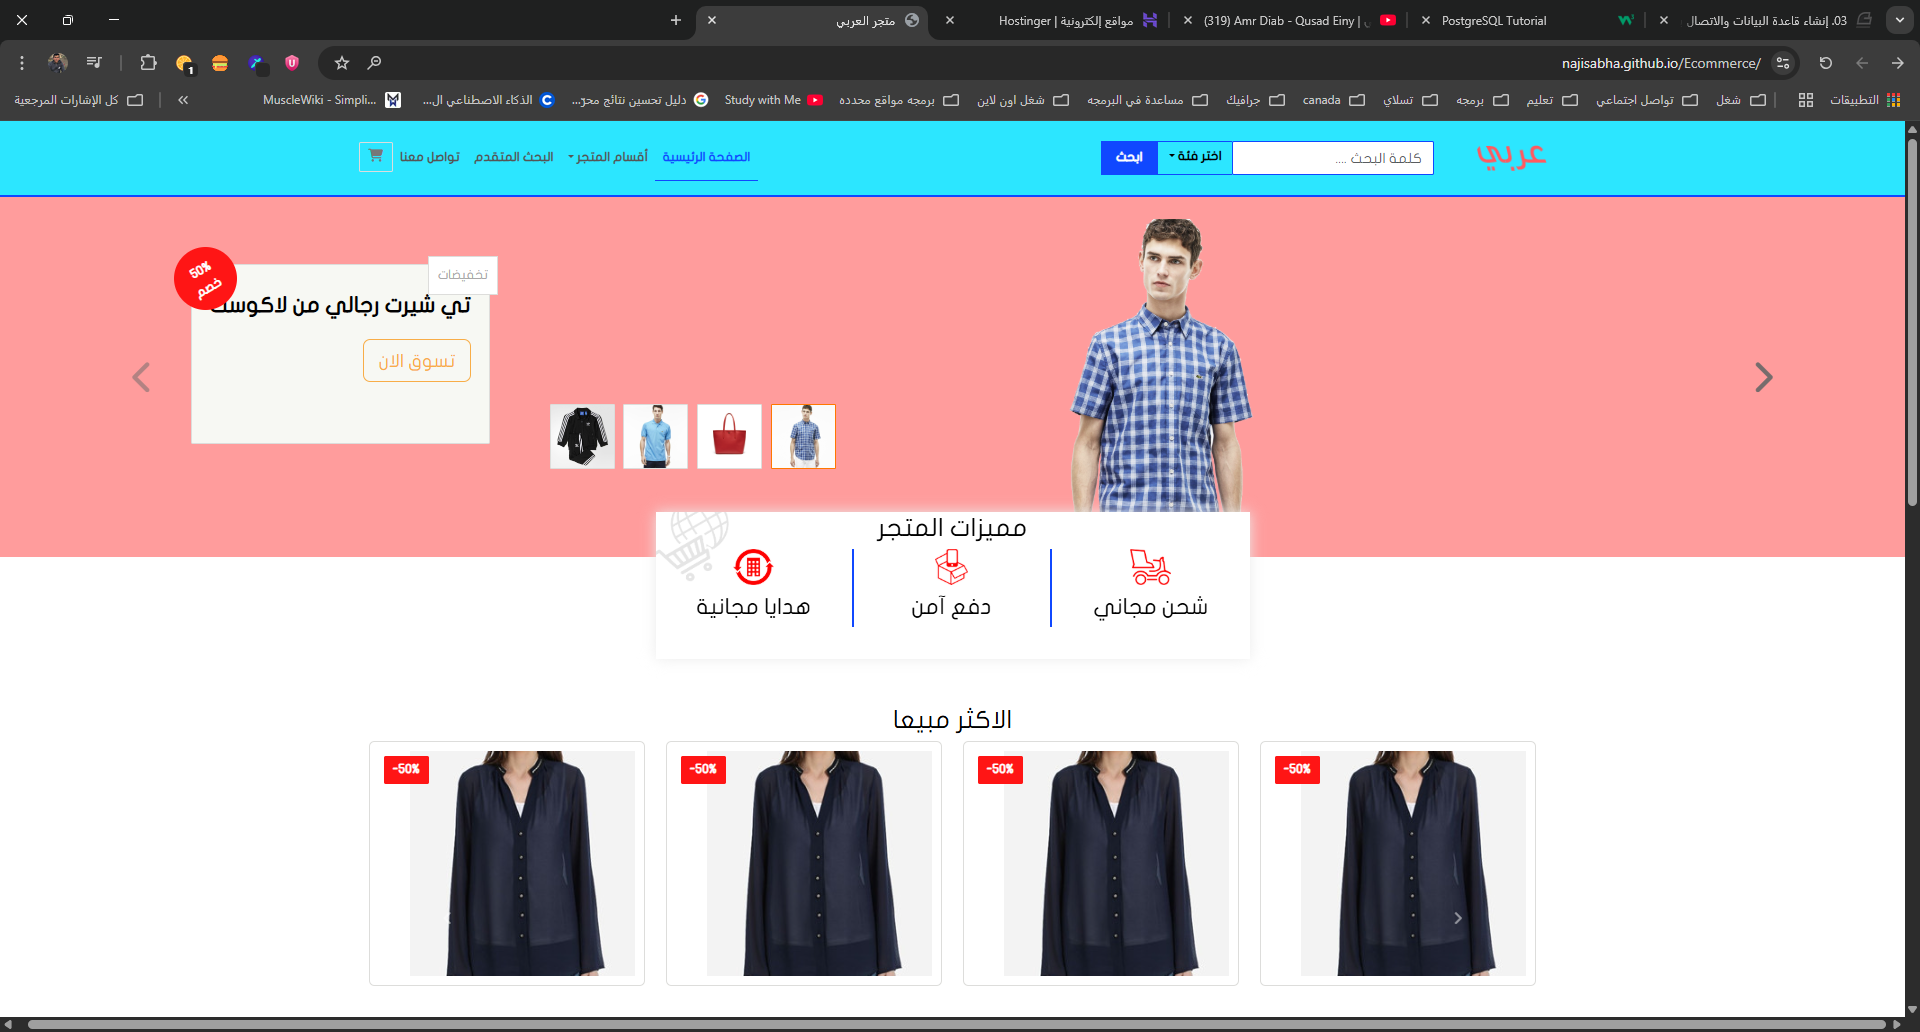 03. إنشاء قاعدة البيانات والاتصال
PostgreSQL Tutorial
(319) Amr Diab - Qusad Einy |
Hostinger | مواقع إلكترونية
متجر العربي
najisabha.github.io/Ecommerce/
1
التطبيقات
شغل
تواصل اجتماعي
تعليم
برمجه
تسلاي
canada
جرافيك
مساعدة في البرمجه
شغل اون لاين
برمجه مواقع محدده
Study with Me
دليل تحسين نتائج محرّ...
الذكاء الاصطناعي ال...
MuscleWiki - Simpli...
كل الإشارات المرجعية
عربي
كلمة البحث ....
اختر فئة
ابحث
الصفحة الرئيسية
أقسام المتجر
البحث المتقدم
تواصل معنا
تخفيضات
50%
خصم
تي شيرت رجالي من لاكوست
تسوق الان
مميزات المتجر
شحن مجاني
دفع آمن
هدايا مجانية
الاكثر مبيعا
-50%
-50%
-50%
-50%